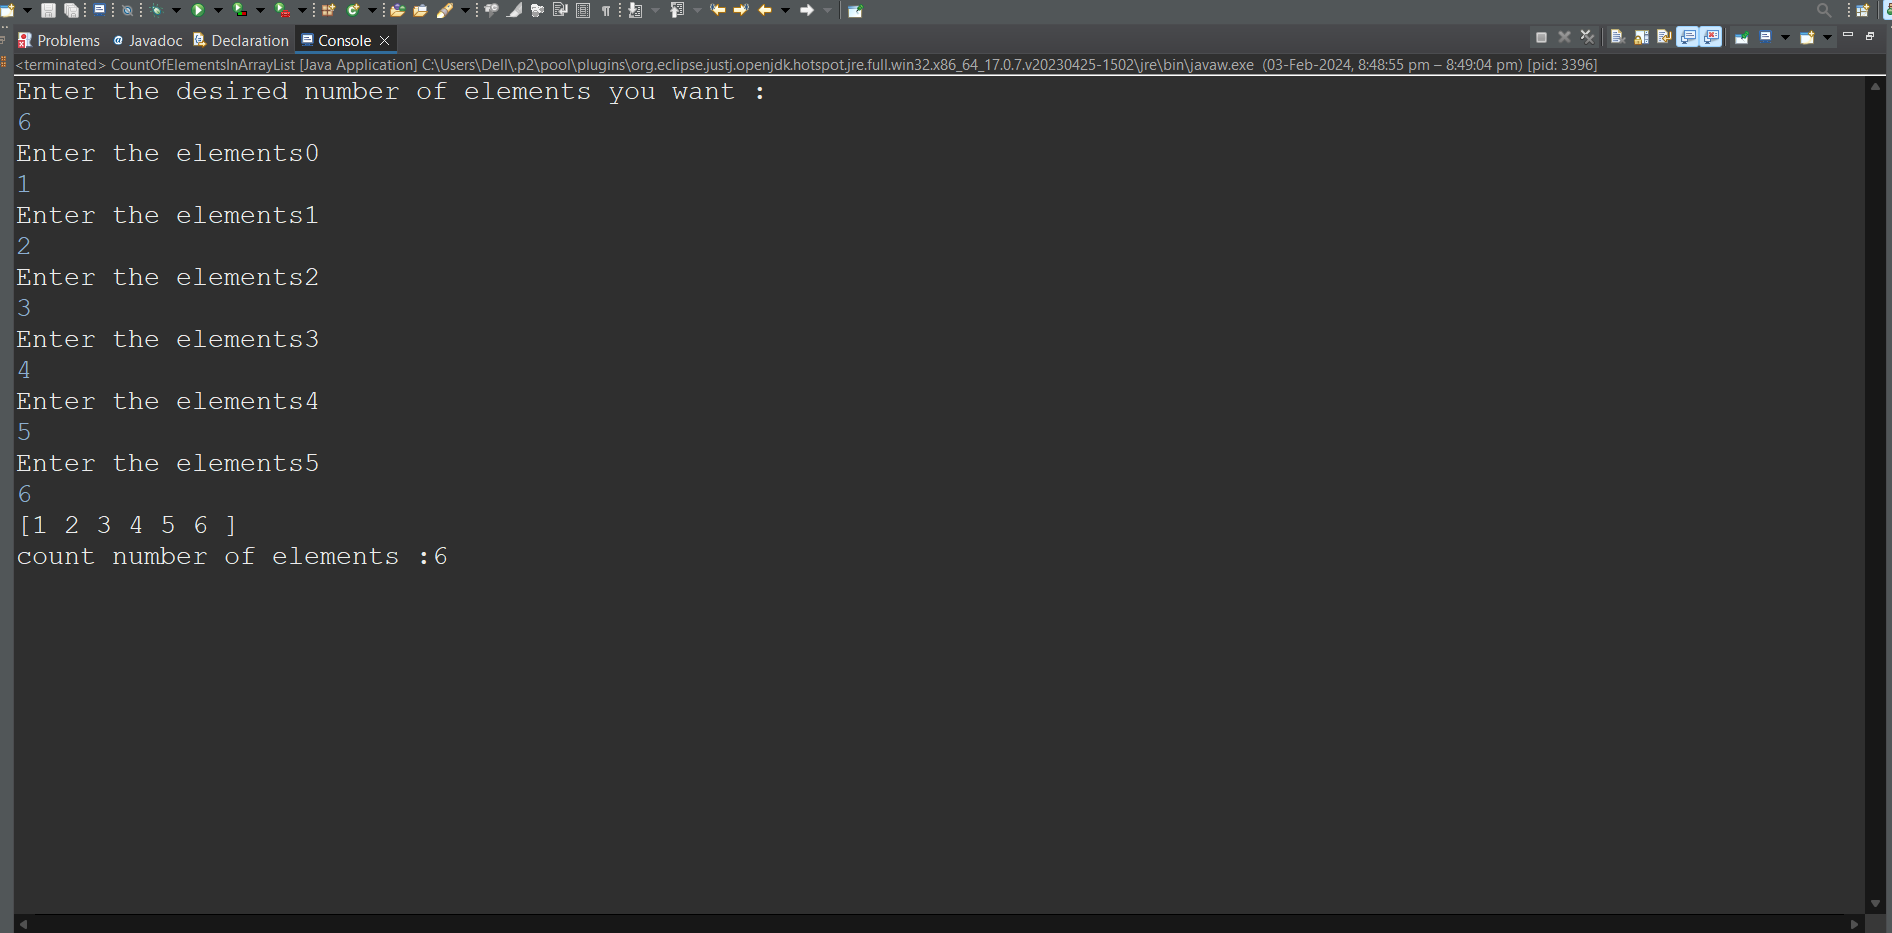 Problems Javadoc Declaration Console
<terminated> CountOfElementsInArrayList [Java Application] C:\Users\Dell\.p2\pool\plugins\org.eclipse.justj.openjdk.hotspot.jre.full.win32.x86_64_17.0.7.v20230425-1502\jre\bin\javaw.exe (03-Feb-2024, 8:48:55 pm – 8:49:04 pm) [pid: 3396]
Enter the desired number of elements you want :
6
Enter the elements0
1
Enter the elements1
2
Enter the elements2
3
Enter the elements3
4
Enter the elements4
5
Enter the elements5
6
[1 2 3 4 5 6 ]
count number of elements :6